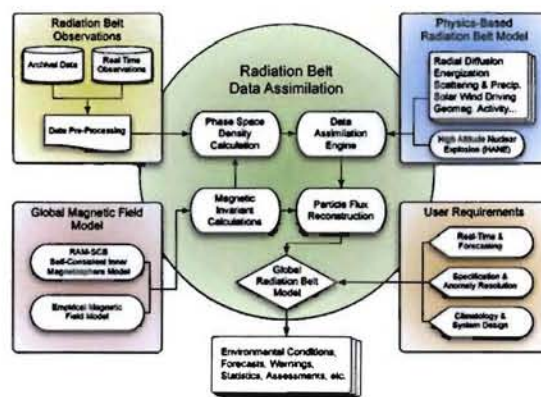 Radiation Belt
Observations
Archival Data
Real Time
Observations
Data Pre-Processing
Radiation Belt
Data Assimilation
Phase Space
Density
Calculation
Data
Assimilation
Engine
Magnetic
Invariant
Calculations
Particle Flux
Reconstruction
Global
Radiation Belt
Model
Environmental Conditions,
Forecasts, Warnings,
Statistics, Assessments, etc.
Physics-Based
Radiation Belt Model
Radial Diffusion
Energization
Scattering & Precip.
Solar Wind Driving
Geomag. Activity...
High Altitude Nuclear
Explosion (HANE)
Global Magnetic Field
Model
RAM-SCB
Self-Consistent Inner
Magnetosphere Model
Empirical Magnetic
Field Model
User Requirements
Real-Time &
Forecasting
Specification &
Anomaly Resolution
Climatology &
System Design